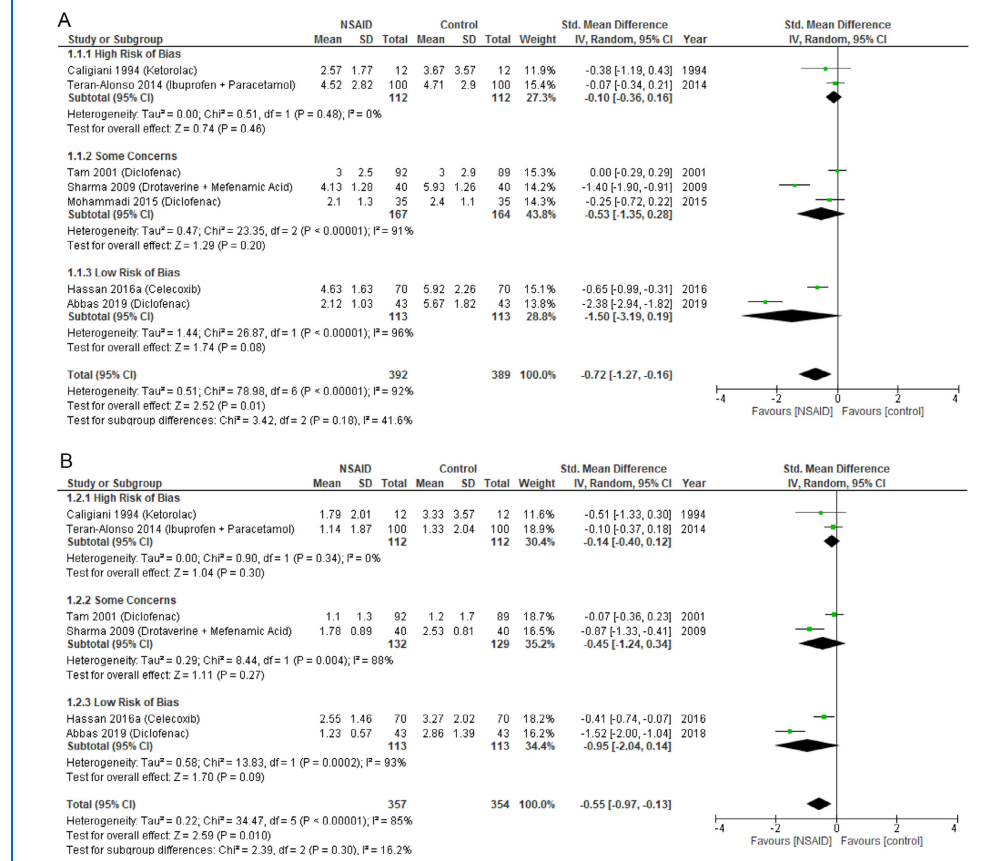 A
NSAID Control Std. Mean Difference Std. Mean Difference
Study or Subgroup Mean SD Total Mean SD Total Weight IV, Random, 95% CI Year IV, Random, 95% CI
1.1.1 High Risk of Bias
Caligiani 1994 (Ketorolac) 2.57 1.77 12 3.67 3.57 12 11.9% -0.38 [-1.19, 0.43] 1994
Teran-Alonso 2014 (Ibuprofen + Paracetamol) 4.52 2.82 100 4.71 2.9 100 15.4% -0.07 [-0.34, 0.21] 2014
Subtotal (95% CI) 112 112 27.3% -0.10 [-0.36, 0.16]
Heterogeneity: Tau² = 0.00; Chi² = 0.51, df = 1 (P = 0.48); I² = 0%
Test for overall effect: Z = 0.74 (P = 0.46)
1.1.2 Some Concerns
Tam 2001 (Diclofenac) 3 2.5 92 3 2.9 89 15.3% 0.00 [-0.29, 0.29] 2001
Sharma 2009 (Drotaverine + Mefenamic Acid) 4.13 1.28 40 5.93 1.26 40 14.2% -1.40 [-1.90, -0.91] 2009
Mohammadi 2015 (Diclofenac) 2.1 1.3 35 2.4 1.1 35 14.3% -0.25 [-0.72, 0.22] 2015
Subtotal (95% CI) 167 164 43.8% -0.53 [-1.35, 0.28]
Heterogeneity: Tau² = 0.47; Chi² = 23.35, df = 2 (P < 0.00001); I² = 91%
Test for overall effect: Z = 1.29 (P = 0.20)
1.1.3 Low Risk of Bias
Hassan 2016a (Celecoxib) 4.63 1.63 70 5.92 2.26 70 15.1% -0.65 [-0.99, -0.31] 2016
Abbas 2019 (Diclofenac) 2.12 1.03 43 5.67 1.82 43 13.8% -2.38 [-2.94, -1.82] 2019
Subtotal (95% CI) 113 113 28.8% -1.50 [-3.19, 0.19]
Heterogeneity: Tau² = 1.44; Chi² = 26.87, df = 1 (P < 0.00001); I² = 96%
Test for overall effect: Z = 1.74 (P = 0.08)
Total (95% CI) 392 389 100.0% -0.72 [-1.27, -0.16]
Heterogeneity: Tau² = 0.51; Chi² = 78.98, df = 6 (P < 0.00001); I² = 92%
Test for overall effect: Z = 2.52 (P = 0.01)
Test for subgroup differences: Chi² = 3.42, df = 2 (P = 0.18), I² = 41.6%
-4 -2 0 2 4
Favours [NSAID] Favours [control]
B
NSAID Control Std. Mean Difference Std. Mean Difference
Study or Subgroup Mean SD Total Mean SD Total Weight IV, Random, 95% CI Year IV, Random, 95% CI
1.2.1 High Risk of Bias
Caligiani 1994 (Ketorolac) 1.79 2.01 12 3.33 3.57 12 11.6% -0.51 [-1.33, 0.30] 1994
Teran-Alonso 2014 (Ibuprofen + Paracetamol) 1.14 1.87 100 1.33 2.04 100 18.9% -0.10 [-0.37, 0.18] 2014
Subtotal (95% CI) 112 112 30.4% -0.14 [-0.40, 0.12]
Heterogeneity: Tau² = 0.00; Chi² = 0.90, df = 1 (P = 0.34); I² = 0%
Test for overall effect: Z = 1.04 (P = 0.30)
1.2.2 Some Concerns
Tam 2001 (Diclofenac) 1.1 1.3 92 1.2 1.7 89 18.7% -0.07 [-0.36, 0.23] 2001
Sharma 2009 (Drotaverine + Mefenamic Acid) 1.78 0.89 40 2.53 0.81 40 16.5% -0.87 [-1.33, -0.41] 2009
Subtotal (95% CI) 132 129 35.2% -0.45 [-1.24, 0.34]
Heterogeneity: Tau² = 0.29; Chi² = 8.44, df = 1 (P = 0.004); I² = 88%
Test for overall effect: Z = 1.11 (P = 0.27)
1.2.3 Low Risk of Bias
Hassan 2016a (Celecoxib) 2.55 1.46 70 3.27 2.02 70 18.2% -0.41 [-0.74, -0.07] 2016
Abbas 2019 (Diclofenac) 1.23 0.57 43 2.86 1.39 43 16.2% -1.52 [-2.00, -1.04] 2018
Subtotal (95% CI) 113 113 34.4% -0.95 [-2.04, 0.14]
Heterogeneity: Tau² = 0.58; Chi² = 13.83, df = 1 (P = 0.0002); I² = 93%
Test for overall effect: Z = 1.70 (P = 0.09)
Total (95% CI) 357 354 100.0% -0.55 [-0.97, -0.13]
Heterogeneity: Tau² = 0.22; Chi² = 34.47, df = 5 (P < 0.00001); I² = 85%
Test for overall effect: Z = 2.59 (P = 0.010)
Test for subgroup differences: Chi² = 2.39, df = 2 (P = 0.30), I² = 16.2%
-4 -2 0 2 4
Favours [NSAID] Favours [control]